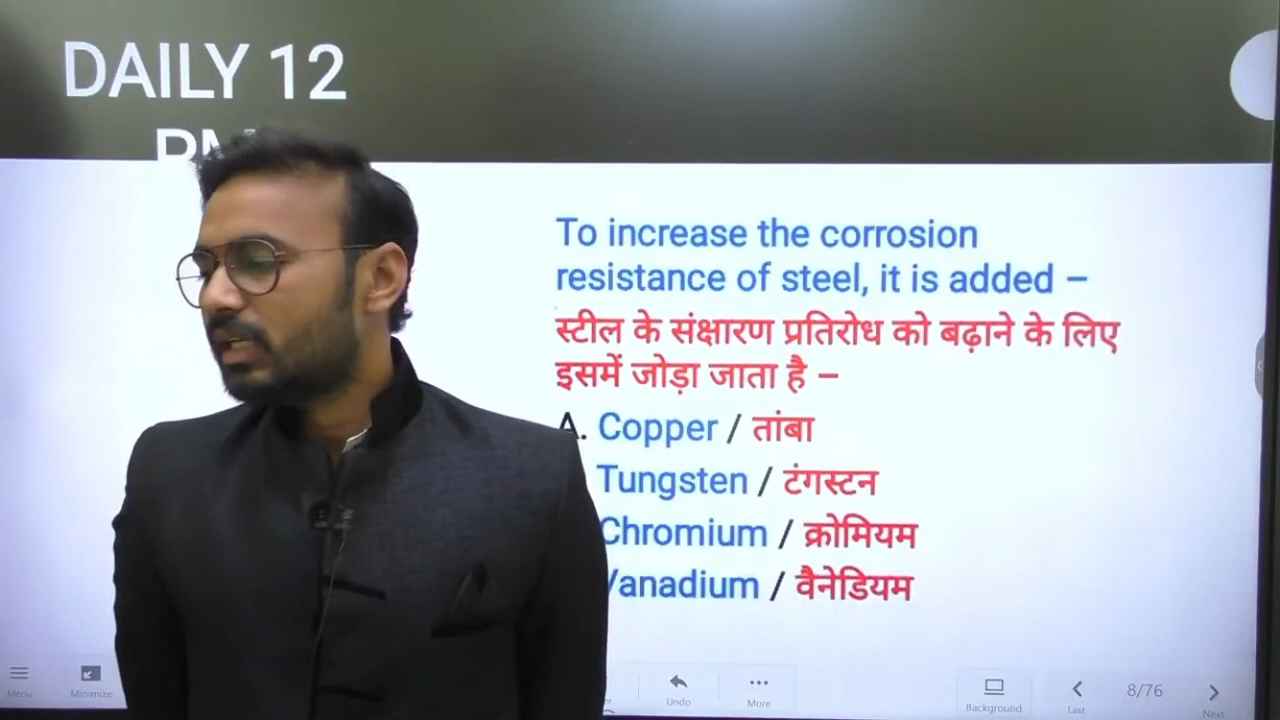 DAILY 12
To increase the corrosion
resistance of steel, it is added –
स्टील के संक्षारण प्रतिरोध को बढ़ाने के लिए
इसमें जोड़ा जाता है –
A. Copper / तांबा
Tungsten / टंगस्टन
Chromium / क्रोमियम
Vanadium / वैनेडियम
Menu
Minimize
Undo
More
Background
Last
8/76
Next